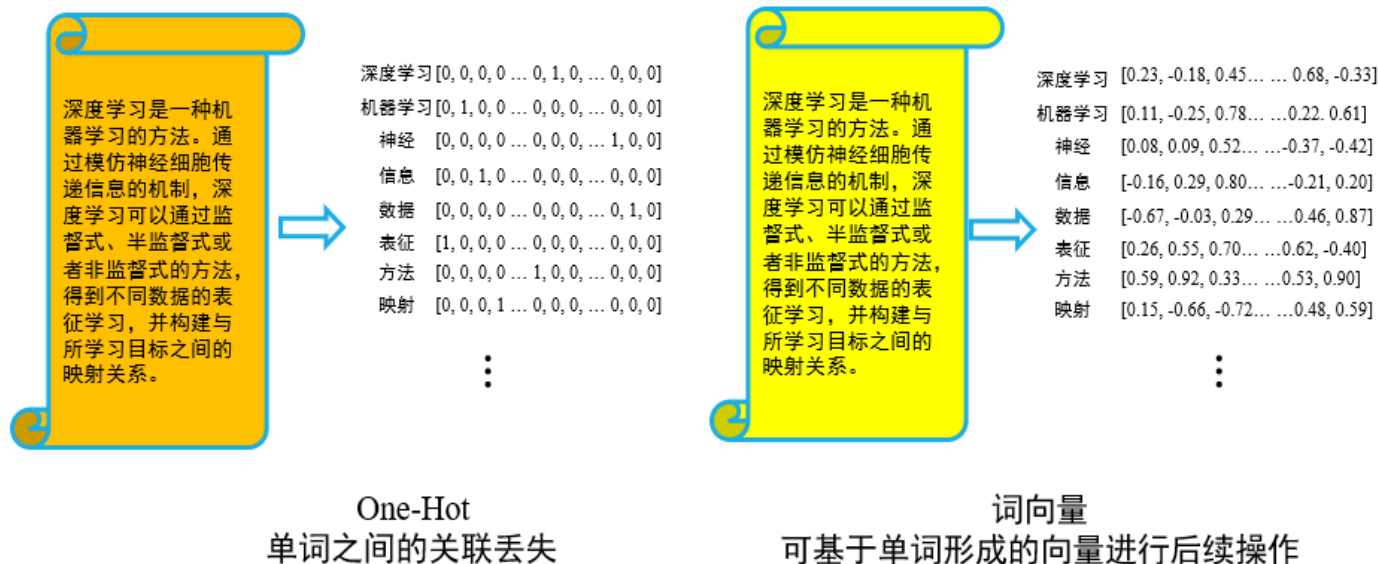 深度学习是一种机
器学习的方法。通
过模仿神经细胞传
递信息的机制，深
度学习可以通过监
督式、半监督式或
者非监督式的方法，
得到不同数据的表
征学习，并构建与
所学习目标之间的
映射关系。
深度学习[0, 0, 0, 0 … 0, 1, 0, … 0, 0, 0]
机器学习[0, 1, 0, 0 … 0, 0, 0, … 0, 0, 0]
神经 [0, 0, 0, 0 … 0, 0, 0, … 1, 0, 0]
信息 [0, 0, 1, 0 … 0, 0, 0, … 0, 0, 0]
数据 [0, 0, 0, 0 … 0, 0, 0, … 0, 1, 0]
表征 [1, 0, 0, 0 … 0, 0, 0, … 0, 0, 0]
方法 [0, 0, 0, 0 … 1, 0, 0, … 0, 0, 0]
映射 [0, 0, 0, 1 … 0, 0, 0, … 0, 0, 0]
⋮
One-Hot
单词之间的关联丢失
深度学习是一种机
器学习的方法。通
过模仿神经细胞传
递信息的机制，深
度学习可以通过监
督式、半监督式或
者非监督式的方法，
得到不同数据的表
征学习，并构建与
所学习目标之间的
映射关系。
深度学习 [0.23, -0.18, 0.45… … 0.68, -0.33]
机器学习 [0.11, -0.25, 0.78… …0.22. 0.61]
神经 [0.08, 0.09, 0.52… …-0.37, -0.42]
信息 [-0.16, 0.29, 0.80… …-0.21, 0.20]
数据 [-0.67, -0.03, 0.29… …0.46, 0.87]
表征 [0.26, 0.55, 0.70… …0.62, -0.40]
方法 [0.59, 0.92, 0.33… …0.53, 0.90]
映射 [0.15, -0.66, -0.72… …0.48, 0.59]
⋮
词向量
可基于单词形成的向量进行后续操作